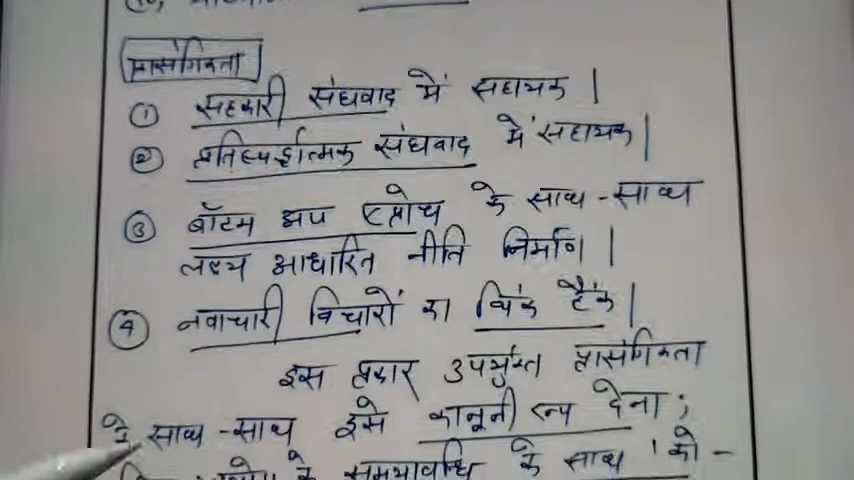 प्रासंगिकता
① सहकारी संघवाद में सहायक |
② प्रतिस्पर्द्धात्मक संघवाद में सहायक |
③ बॉटम अप एप्रोच के साथ - साथ
लक्ष्य आधारित नीति निर्माण |
④ नवाचारी विचारों का थिंक टैंक |
इस प्रकार उपर्युक्त प्रासंगिकता
के साथ - साथ इसे कानूनी रूप देना ;
के समयावधि के साथ 'को -